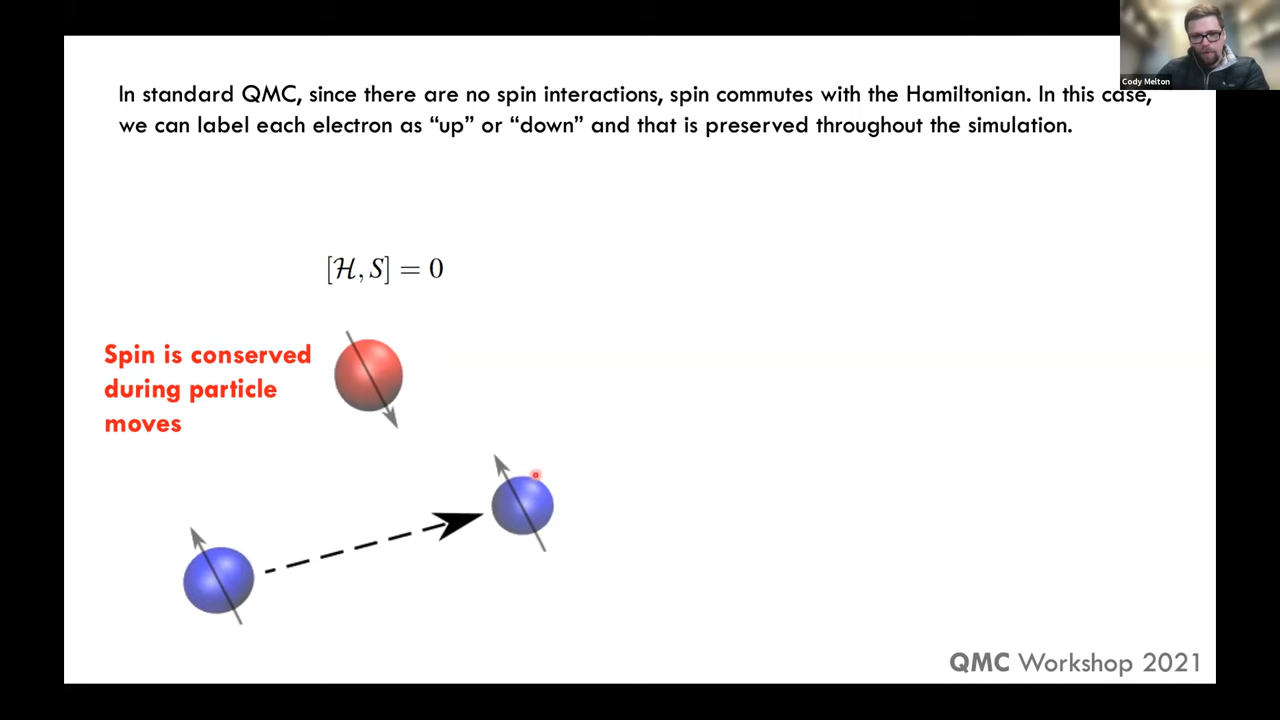 In standard QMC, since there are no spin interactions, spin commutes with the Hamiltonian. In this case,
we can label each electron as “up” or “down” and that is preserved throughout the simulation.
[ℋ, S] = 0
Spin is conserved
during particle
moves
QMC Workshop 2021
Cody Melton